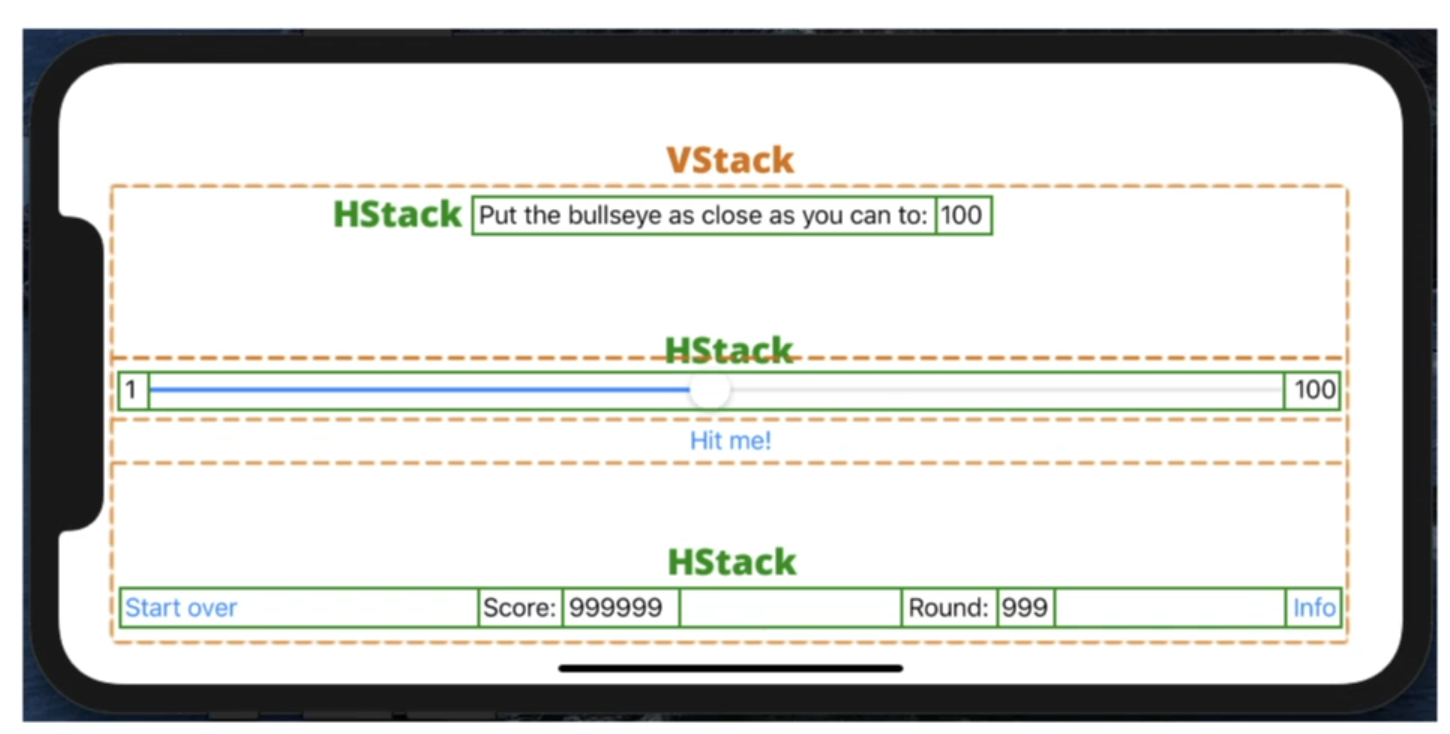 VStack
HStack Put the bullseye as close as you can to: 100
HStack
1 100
Hit me!
HStack
Start over Score: 999999 Round: 999 Info